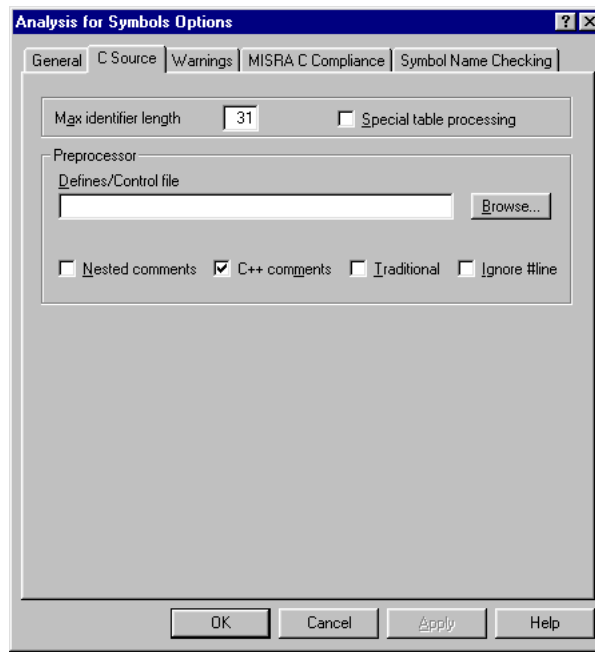 Analysis for Symbols Options
General C Source Warnings MISRA C Compliance Symbol Name Checking
Max identifier length 31 Special table processing
Preprocessor
Defines/Control file
Browse...
Nested comments C++ comments Traditional Ignore #line
OK Cancel Apply Help